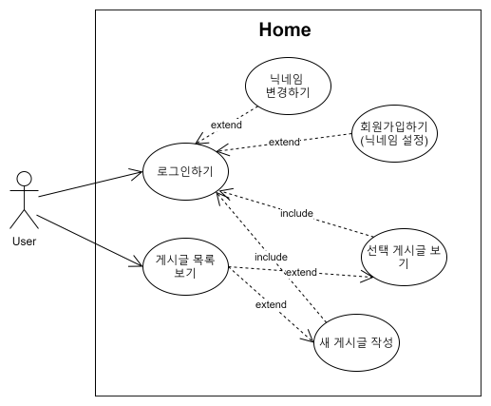 Home
닉네임
변경하기
extend
회원가입하기
(닉네임 설정)
extend
로그인하기
User
include
게시글 목록
보기
include
선택 게시글 보
기
extend
extend
새 게시글 작성